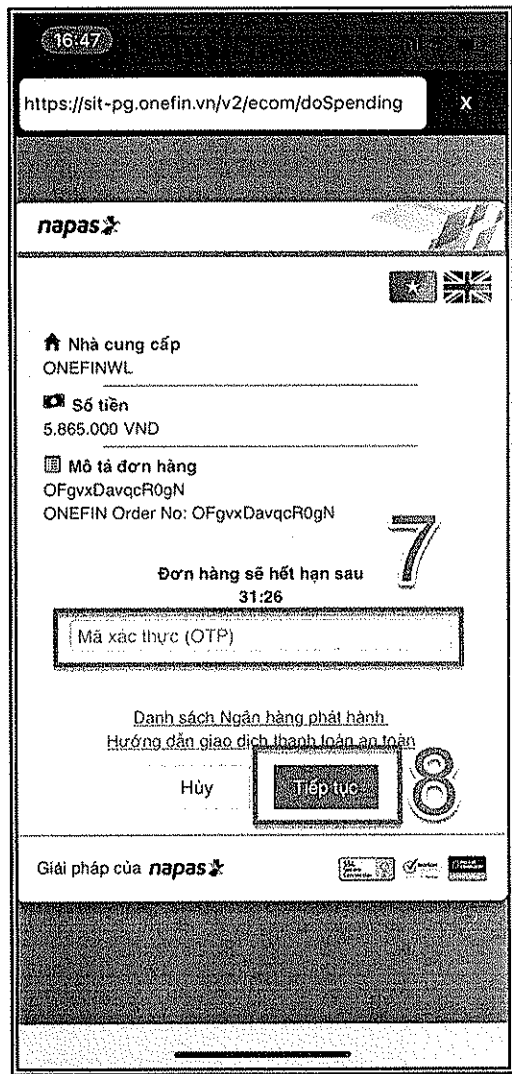 16:47
https://sit-pg.onefin.vn/v2/ecom/doSpending X
napas
Nhà cung cấp
ONEFINWL
Số tiền
5.865.000 VND
Mô tả đơn hàng
OFgvxDavqcR0gN
ONEFIN Order No: OFgvxDavqcR0gN
7
Đơn hàng sẽ hết hạn sau
31:26
Mã xác thực (OTP)
Danh sách Ngân hàng phát hành
Hướng dẫn giao dịch thanh toán an toàn
Hủy Tiếp tục 8
Giải pháp của napas